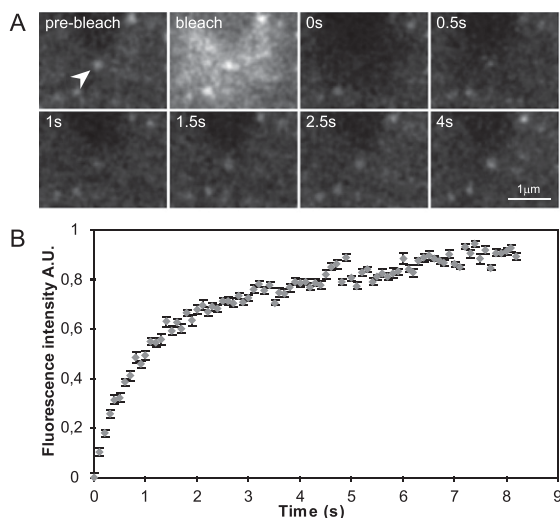 A
pre-bleach
bleach
0s
0.5s
1s
1.5s
2.5s
4s
1μm
B
Fluorescence intensity A.U.
1
0,8
0,6
0,4
0,2
0
0 1 2 3 4 5 6 7 8 9
Time (s)